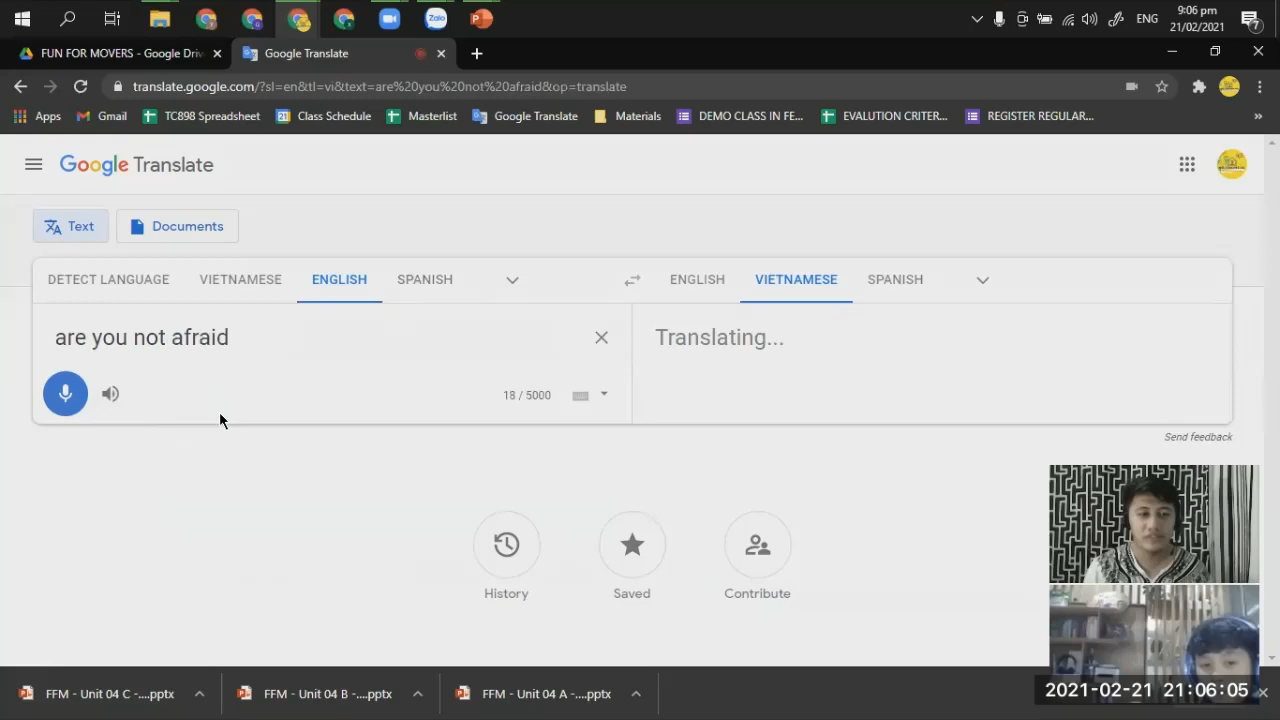 ENG
9:06 pm
21/02/2021
7
FUN FOR MOVERS - Google Driv
Google Translate
translate.google.com/?sl=en&tl=vi&text=are%20you%20not%20afraid&op=translate
Apps
Gmail
TC898 Spreadsheet
Class Schedule
Masterlist
Google Translate
Materials
DEMO CLASS IN FE...
EVALUTION CRITER...
REGISTER REGULAR...
Google Translate
Text
Documents
DETECT LANGUAGE
VIETNAMESE
ENGLISH
SPANISH
ENGLISH
VIETNAMESE
SPANISH
are you not afraid
Translating...
18 / 5000
Send feedback
History
Saved
Contribute
FFM - Unit 04 C -....pptx
FFM - Unit 04 B -....pptx
FFM - Unit 04 A -....pptx
2021-02-21 21:06:05